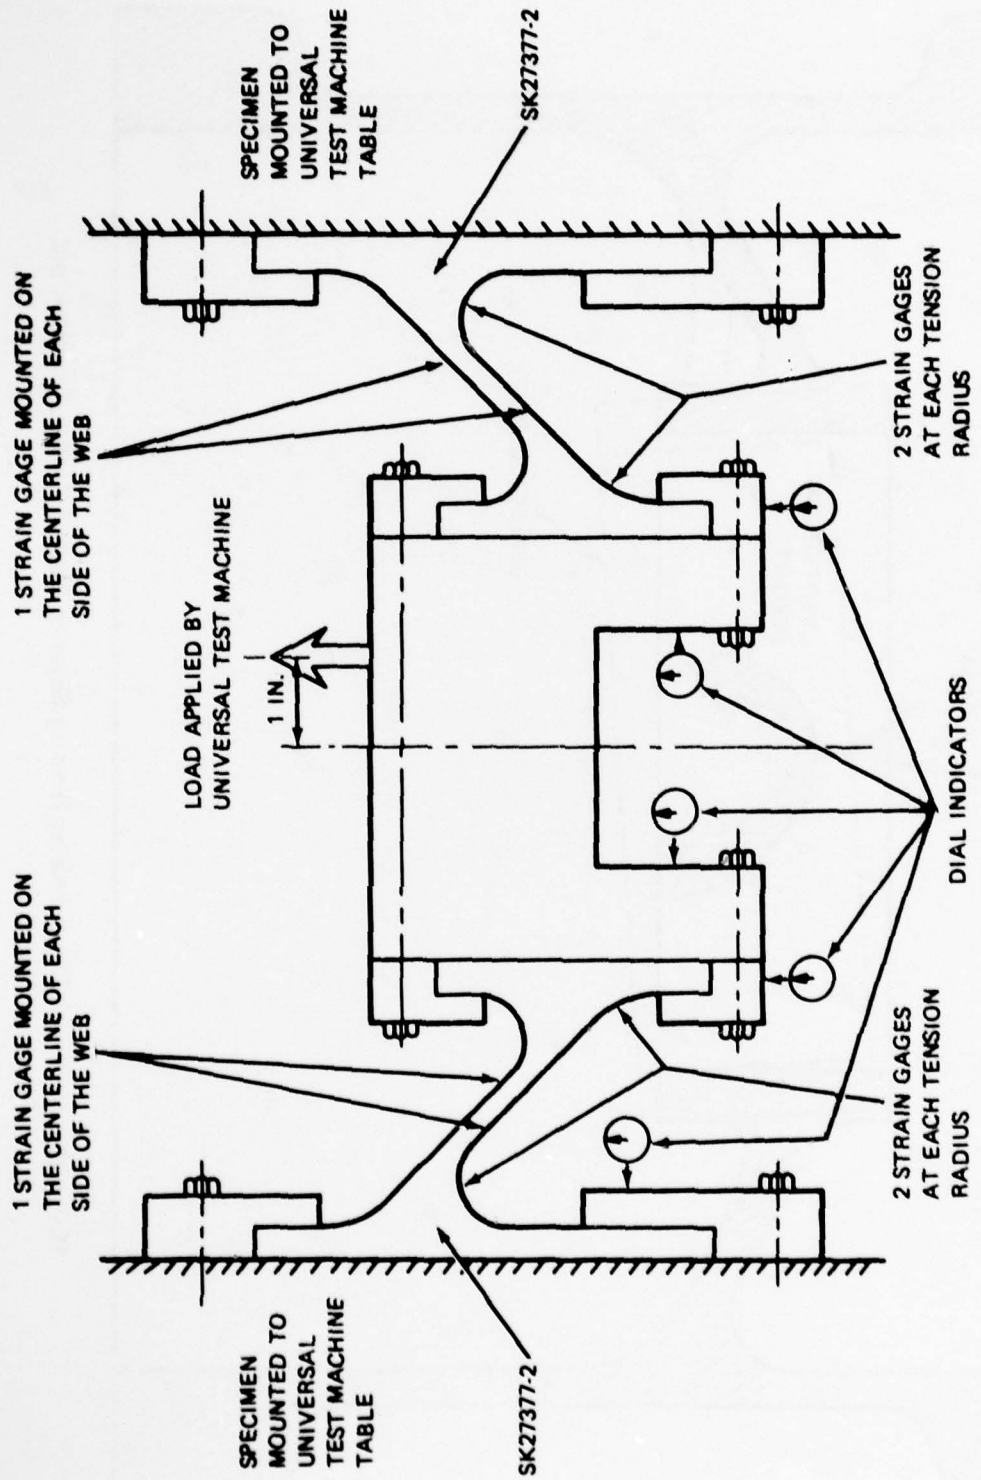 1 STRAIN GAGE MOUNTED ON
THE CENTERLINE OF EACH
SIDE OF THE WEB
1 STRAIN GAGE MOUNTED ON
THE CENTERLINE OF EACH
SIDE OF THE WEB
LOAD APPLIED BY
UNIVERSAL TEST MACHINE
1 IN.
SPECIMEN
MOUNTED TO
UNIVERSAL
TEST MACHINE
TABLE
SPECIMEN
MOUNTED TO
UNIVERSAL
TEST MACHINE
TABLE
SK27377-2
SK27377-2
2 STRAIN GAGES
AT EACH TENSION
RADIUS
2 STRAIN GAGES
AT EACH TENSION
RADIUS
DIAL INDICATORS